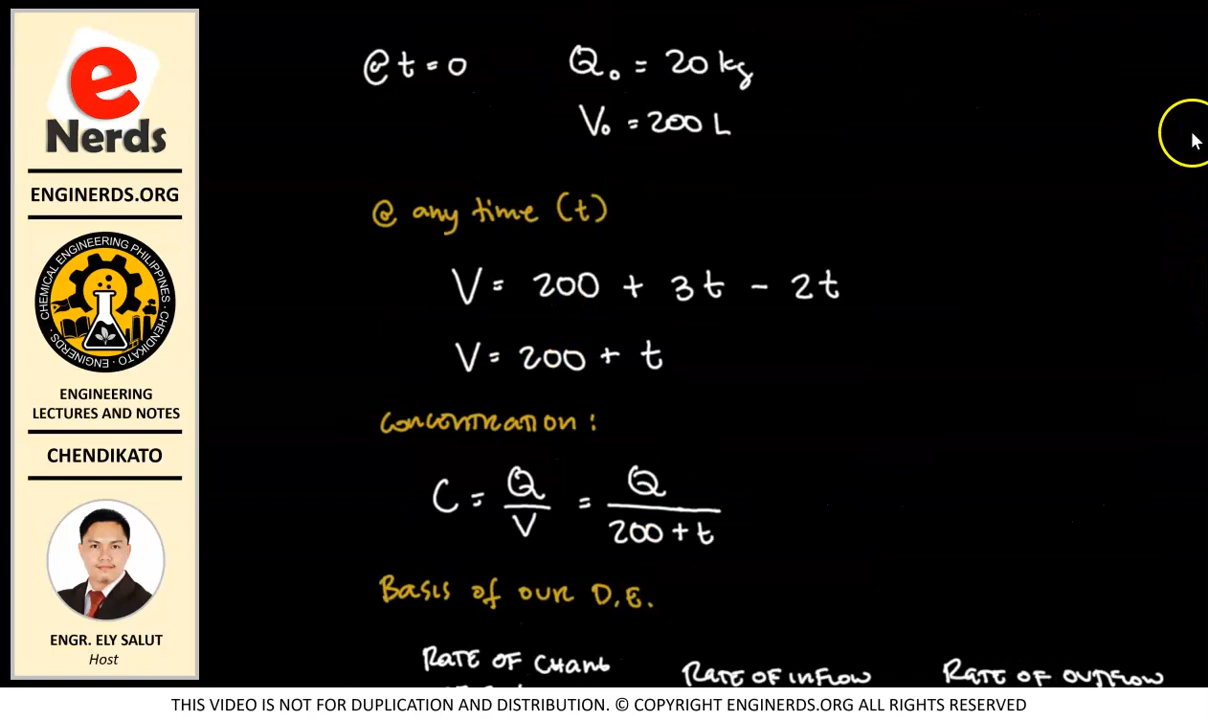 e
Nerds
ENGINERDS.ORG
CHEMICAL ENGINEERING PHILIPPINES
CHENDIKATO ENGINERDS
ENGINEERING
LECTURES AND NOTES
CHENDIKATO
ENGR. ELY SALUT
Host
@ t = 0 Q₀ = 20 kg
V₀ = 200 L
@ any time (t)
V = 200 + 3t - 2t
V = 200 + t
Concentration:
C = Q/V = Q/(200 + t)
Basis of our D.E.
RATE OF RATE OF INFLOW RATE OF OUTFLOW
THIS VIDEO IS NOT FOR DUPLICATION AND DISTRIBUTION. © COPYRIGHT ENGINERDS.ORG ALL RIGHTS RESERVED